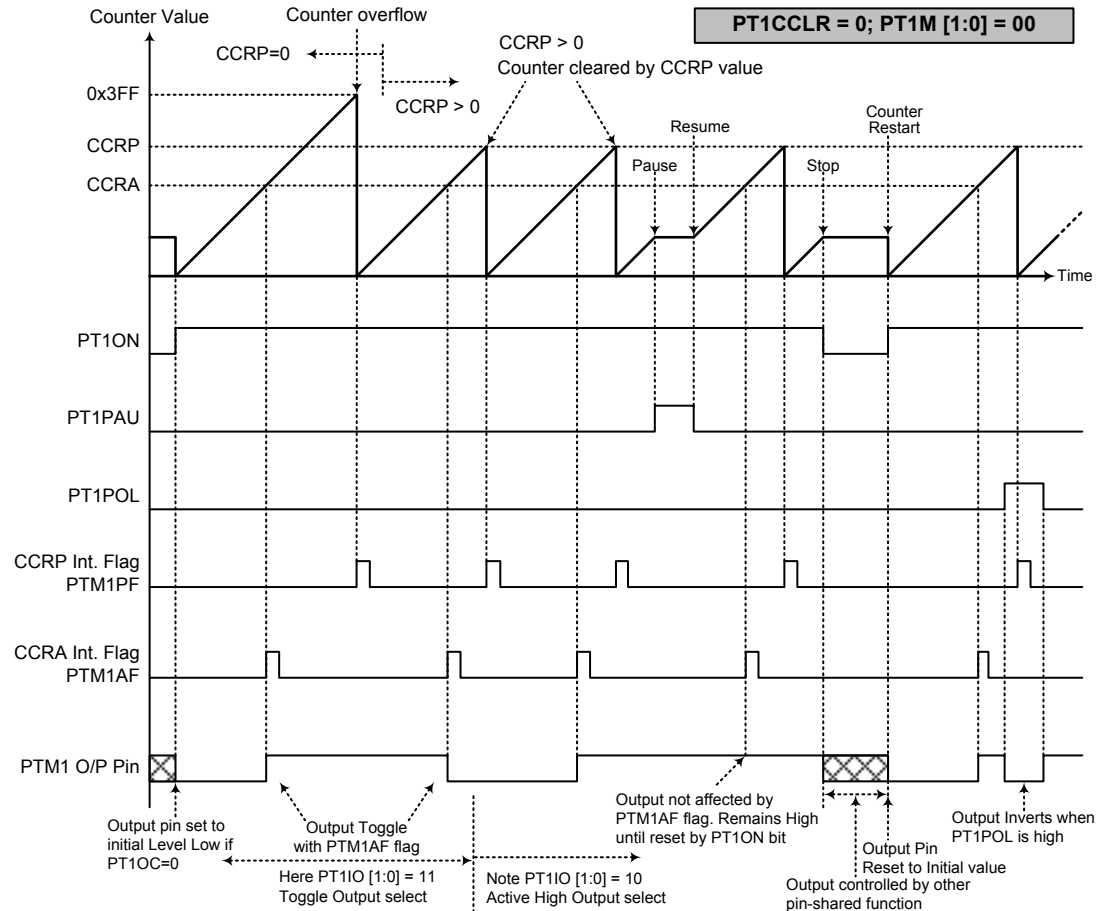 Counter Value
Counter overflow
PT1CCLR = 0; PT1M [1:0] = 00
CCRP=0
CCRP > 0
CCRP > 0
Counter cleared by CCRP value
0x3FF
CCRP
CCRA
Pause
Resume
Stop
Counter
Restart
Time
PT1ON
PT1PAU
PT1POL
CCRP Int. Flag
PTM1PF
CCRA Int. Flag
PTM1AF
PTM1 O/P Pin
Output pin set to
initial Level Low if
PT1OC=0
Output Toggle
with PTM1AF flag
Here PT1IO [1:0] = 11
Toggle Output select
Note PT1IO [1:0] = 10
Active High Output select
Output not affected by
PTM1AF flag. Remains High
until reset by PT1ON bit
Output Pin
Reset to Initial value
Output controlled by other
pin-shared function
Output Inverts when
PT1POL is high